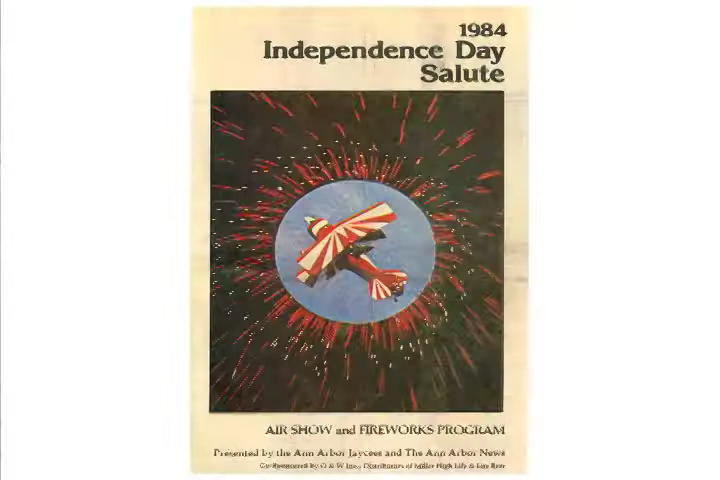 1984
Independence Day
Salute
AIR SHOW and FIREWORKS PROGRAM
Presented by the Ann Arbor Jaycees and The Ann Arbor News
Co-Sponsored by O & W Inc., Distributors of Miller High Life & Lite Beer